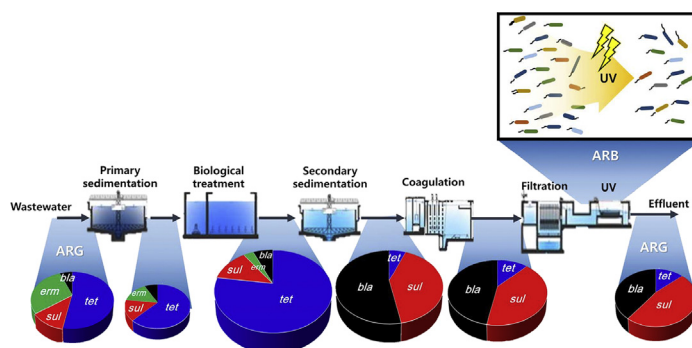 UV
ARB
Primary
sedimentation
Biological
treatment
Secondary
sedimentation
Coagulation
Filtration
UV
Wastewater
Effluent
ARG
ARG
bla
erm
sul
tet
erm
sul
tet
bla
erm
sul
tet
tet
bla
sul
tet
bla
sul
tet
bla
sul